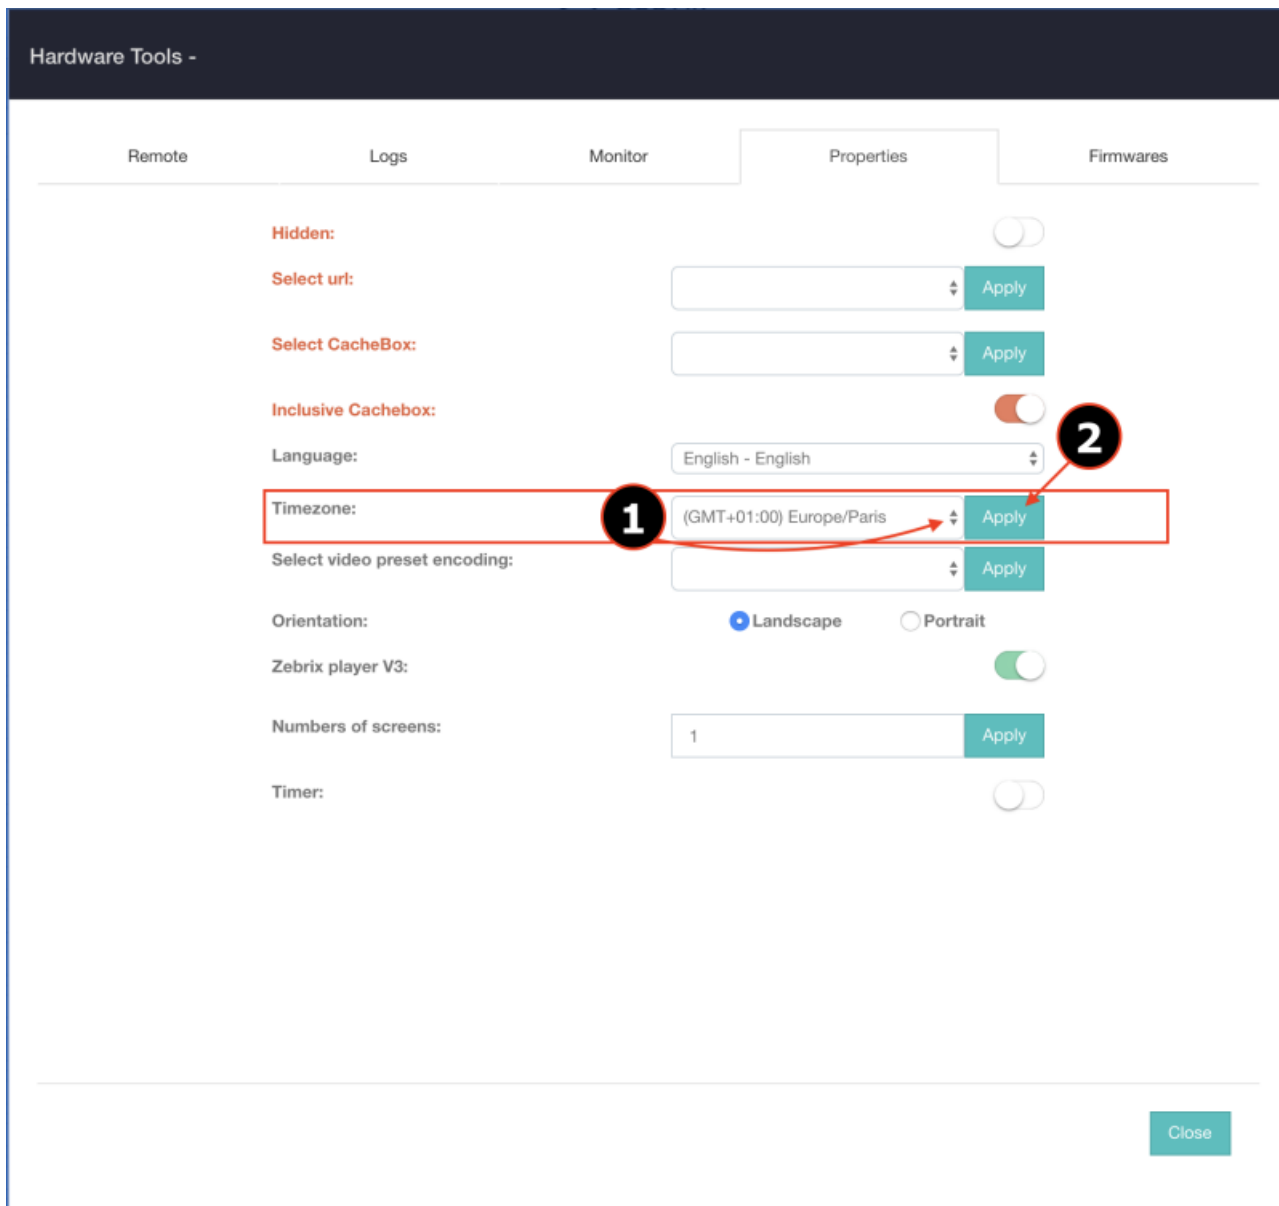 Hardware Tools -
Remote Logs Monitor Properties Firmwares
Hidden:
Select url: Apply
Select CacheBox: Apply
Inclusive Cachebox:
2
Language: English - English
Timezone: 1 (GMT+01:00) Europe/Paris Apply
Select video preset encoding: Apply
Orientation: Landscape Portrait
Zebrix player V3:
Numbers of screens: 1 Apply
Timer:
Close